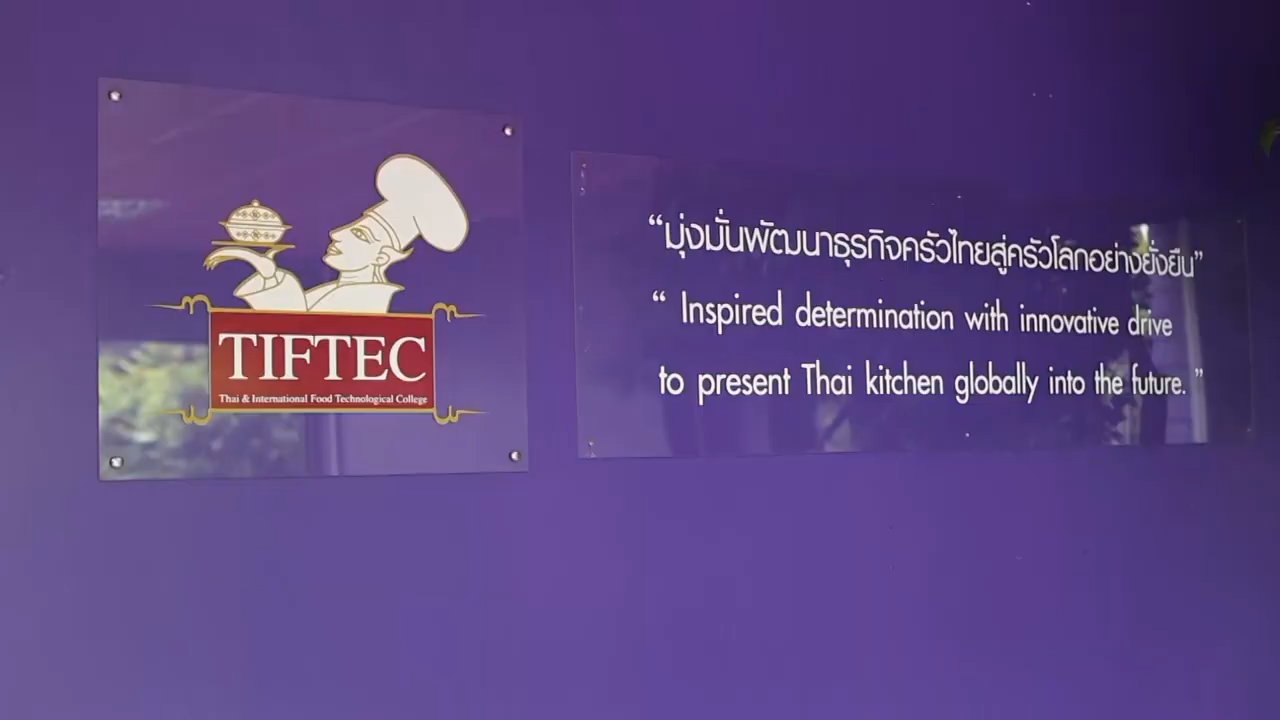 TIFTEC
Thai & International Food Technological College
“มุ่งมั่นพัฒนาธุรกิจครัวไทยสู่ครัวโลกอย่างยั่งยืน”
“ Inspired determination with innovative drive
to present Thai kitchen globally into the future. ”